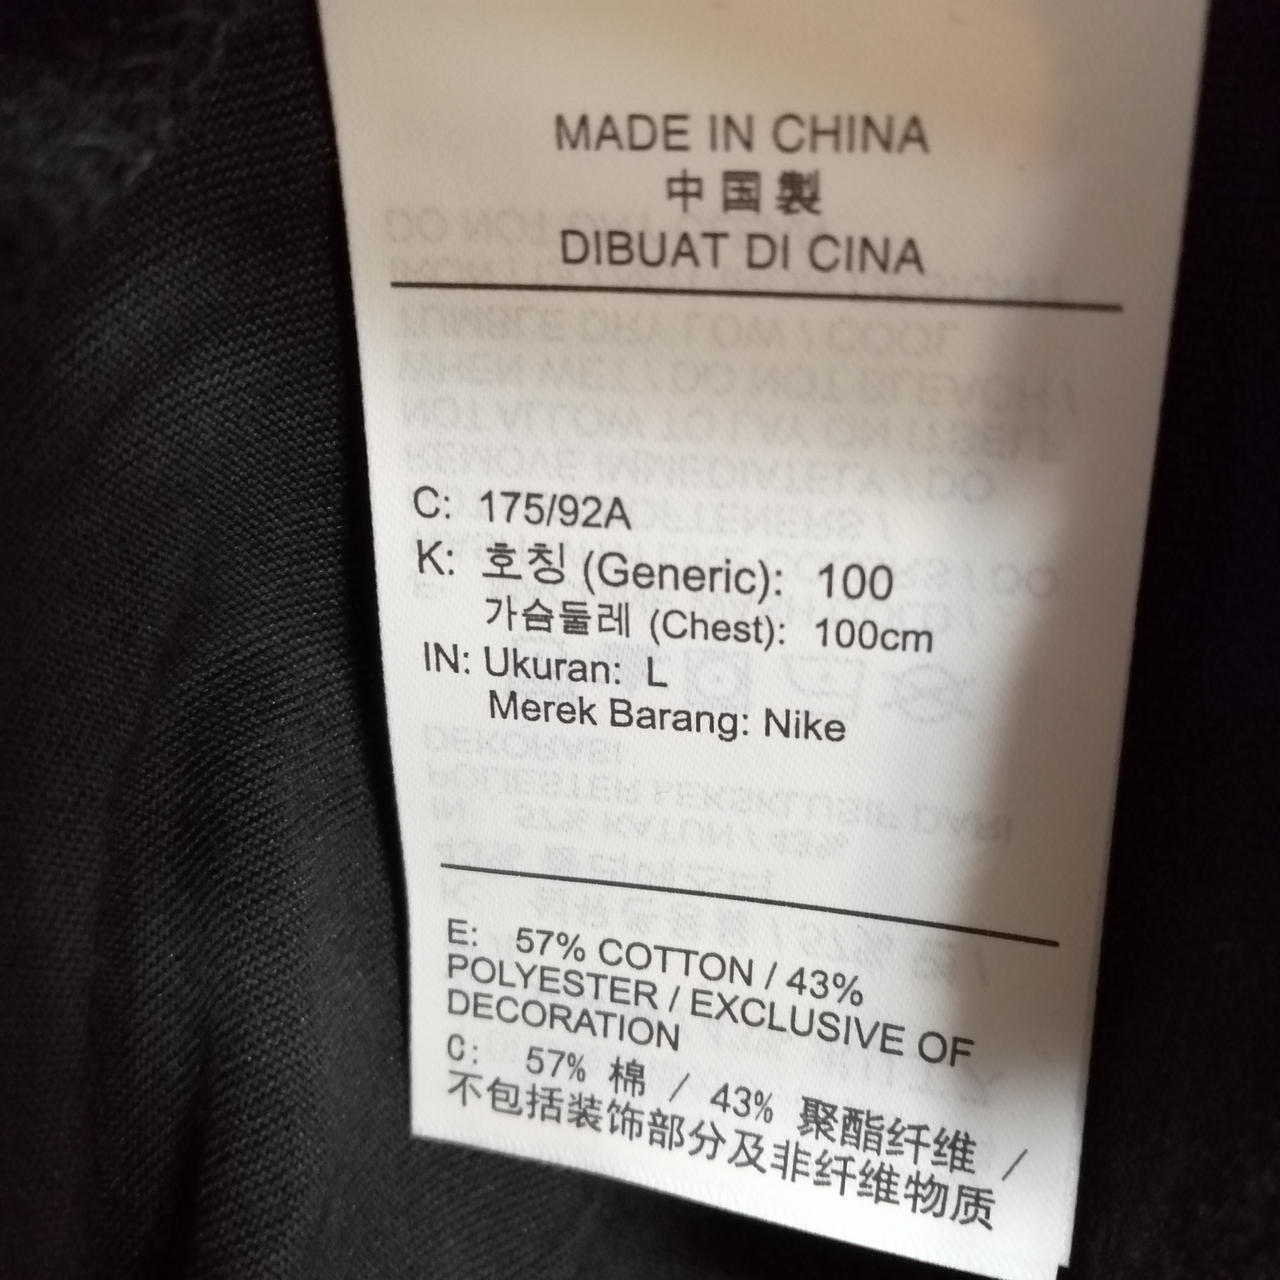 MADE IN CHINA
中国製
DIBUAT DI CINA
C: 175/92A
K: 호칭 (Generic): 100
가슴둘레 (Chest): 100cm
IN: Ukuran: L
Merek Barang: Nike
E: 57% COTTON / 43%
POLYESTER / EXCLUSIVE OF
DECORATION
C: 57% 棉 / 43% 聚酯纤维 /
不包括装饰部分及非纤维物质